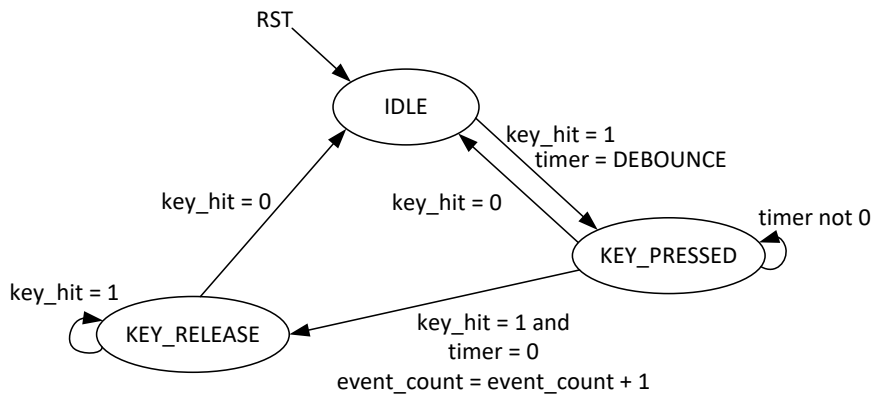 RST
IDLE
key_hit = 1
timer = DEBOUNCE
key_hit = 0
key_hit = 0
timer not 0
KEY_PRESSED
key_hit = 1
KEY_RELEASE
key_hit = 1 and
timer = 0
event_count = event_count + 1